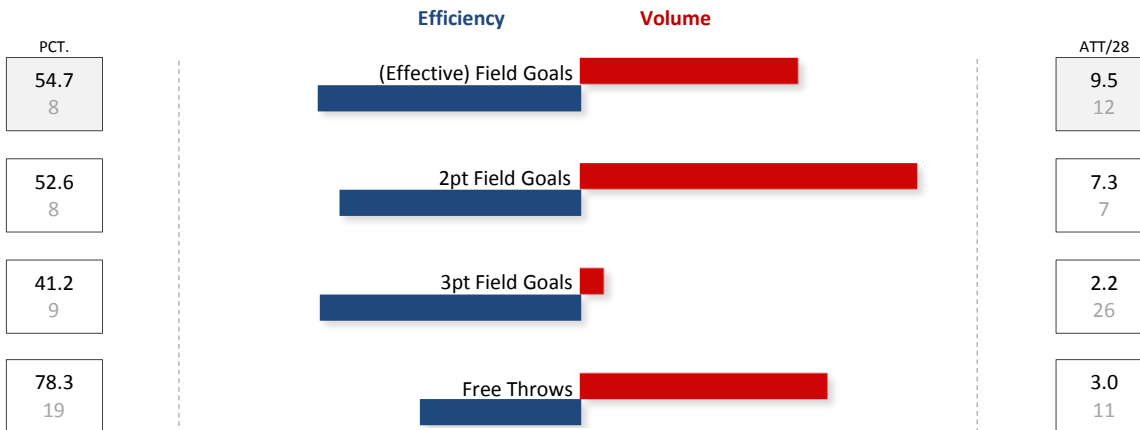 Efficiency Volume
PCT. ATT/28
(Effective) Field Goals
54.7 9.5
8 12
2pt Field Goals
52.6 7.3
8 7
3pt Field Goals
41.2 2.2
9 26
78.3 Free Throws 3.0
19 11